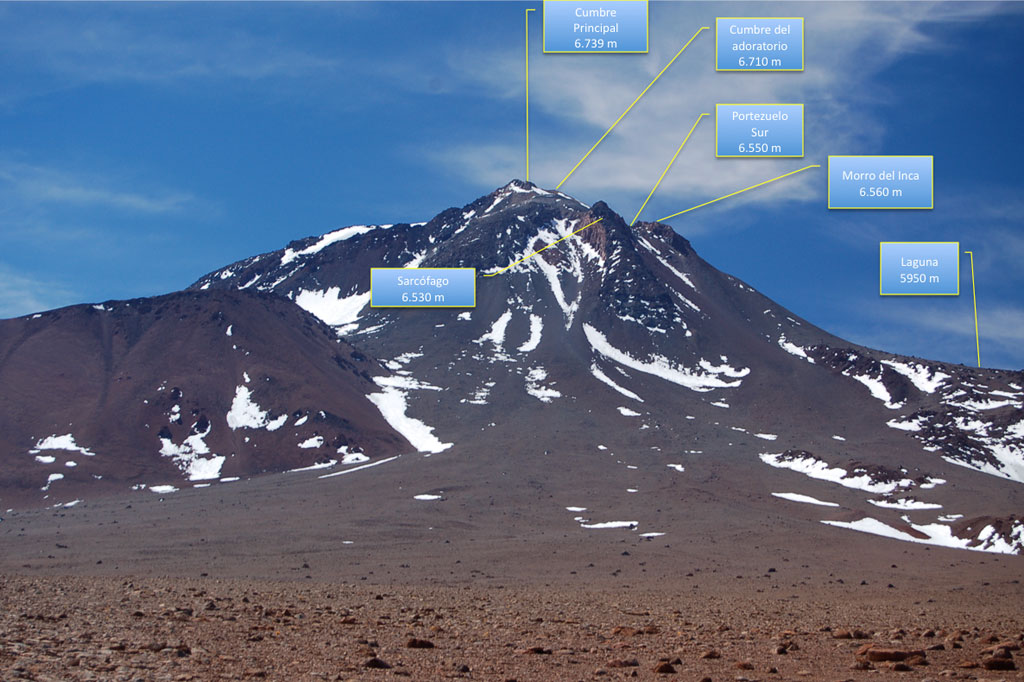 Cumbre
Principal
6.739 m
Cumbre del
adoratorio
6.710 m
Portezuelo
Sur
6.550 m
Morro del Inca
6.560 m
Laguna
5950 m
Sarcófago
6.530 m